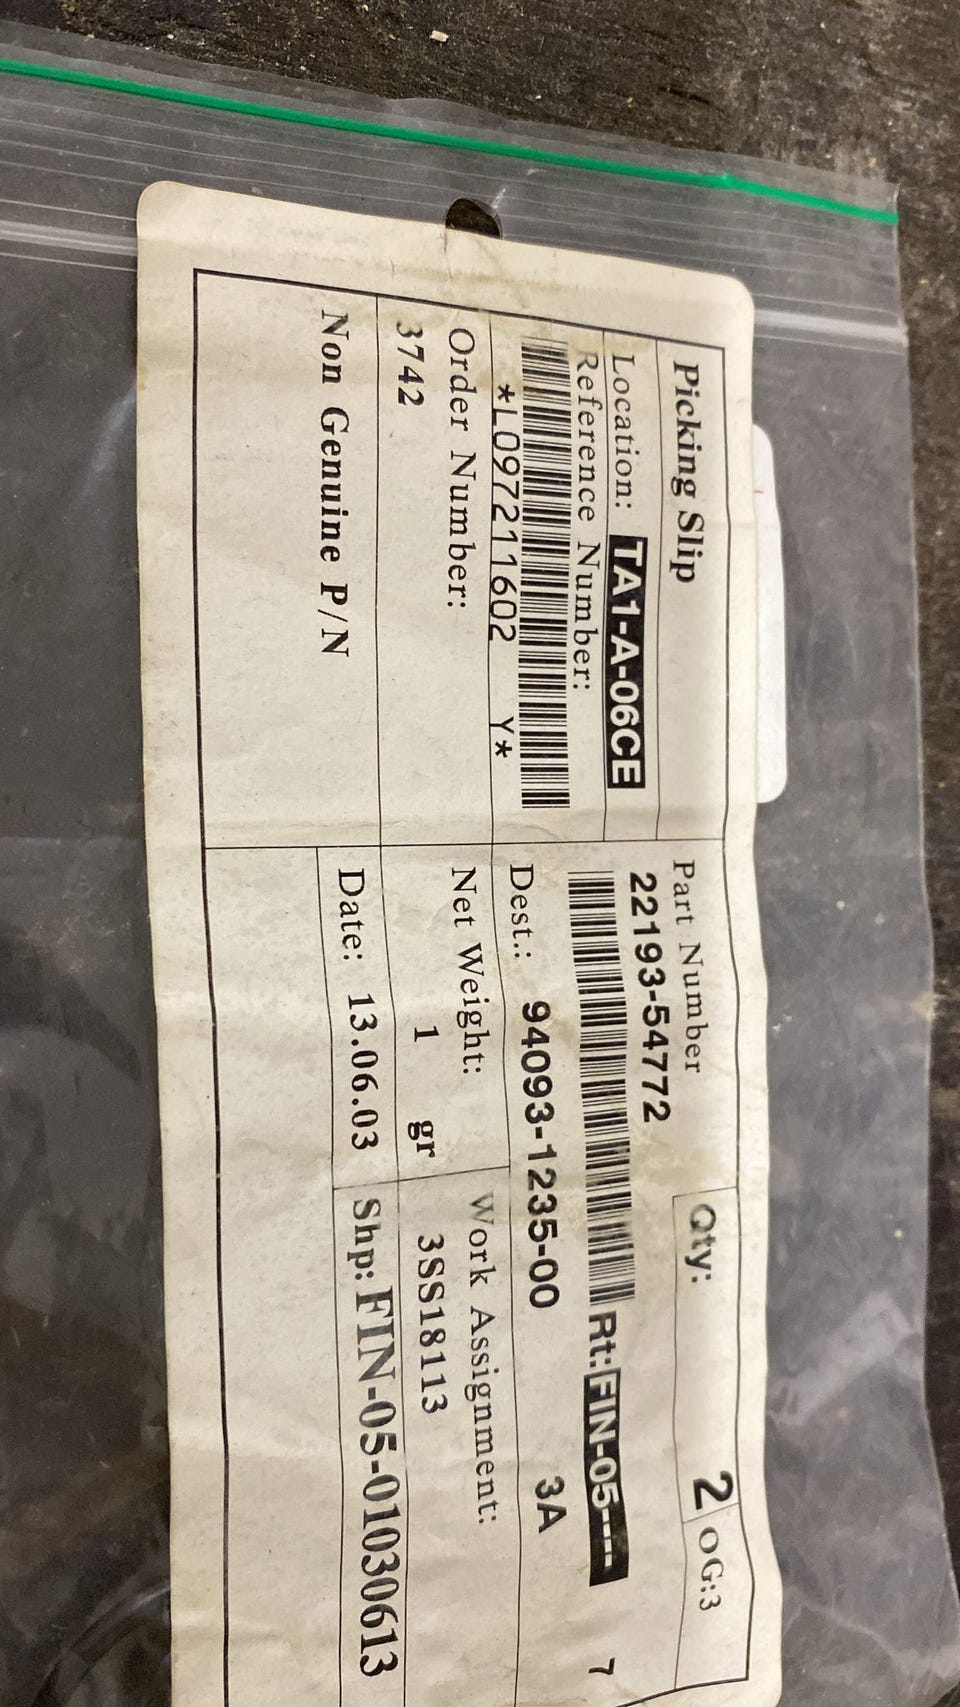 Picking Slip
Location: TA1-A-06CE
Reference Number:
*L097211602 Y*
Order Number:
3742
Non Genuine P/N
Part Number
22193-54772
Qty: 2 OG:3
Rt:FIN-05---- 7
Dest.: 94093-1235-00 3A
Net Weight:
1 gr
Work Assignment:
3SS18113
Date: 13.06.03
Shp:FIN-05-01030613